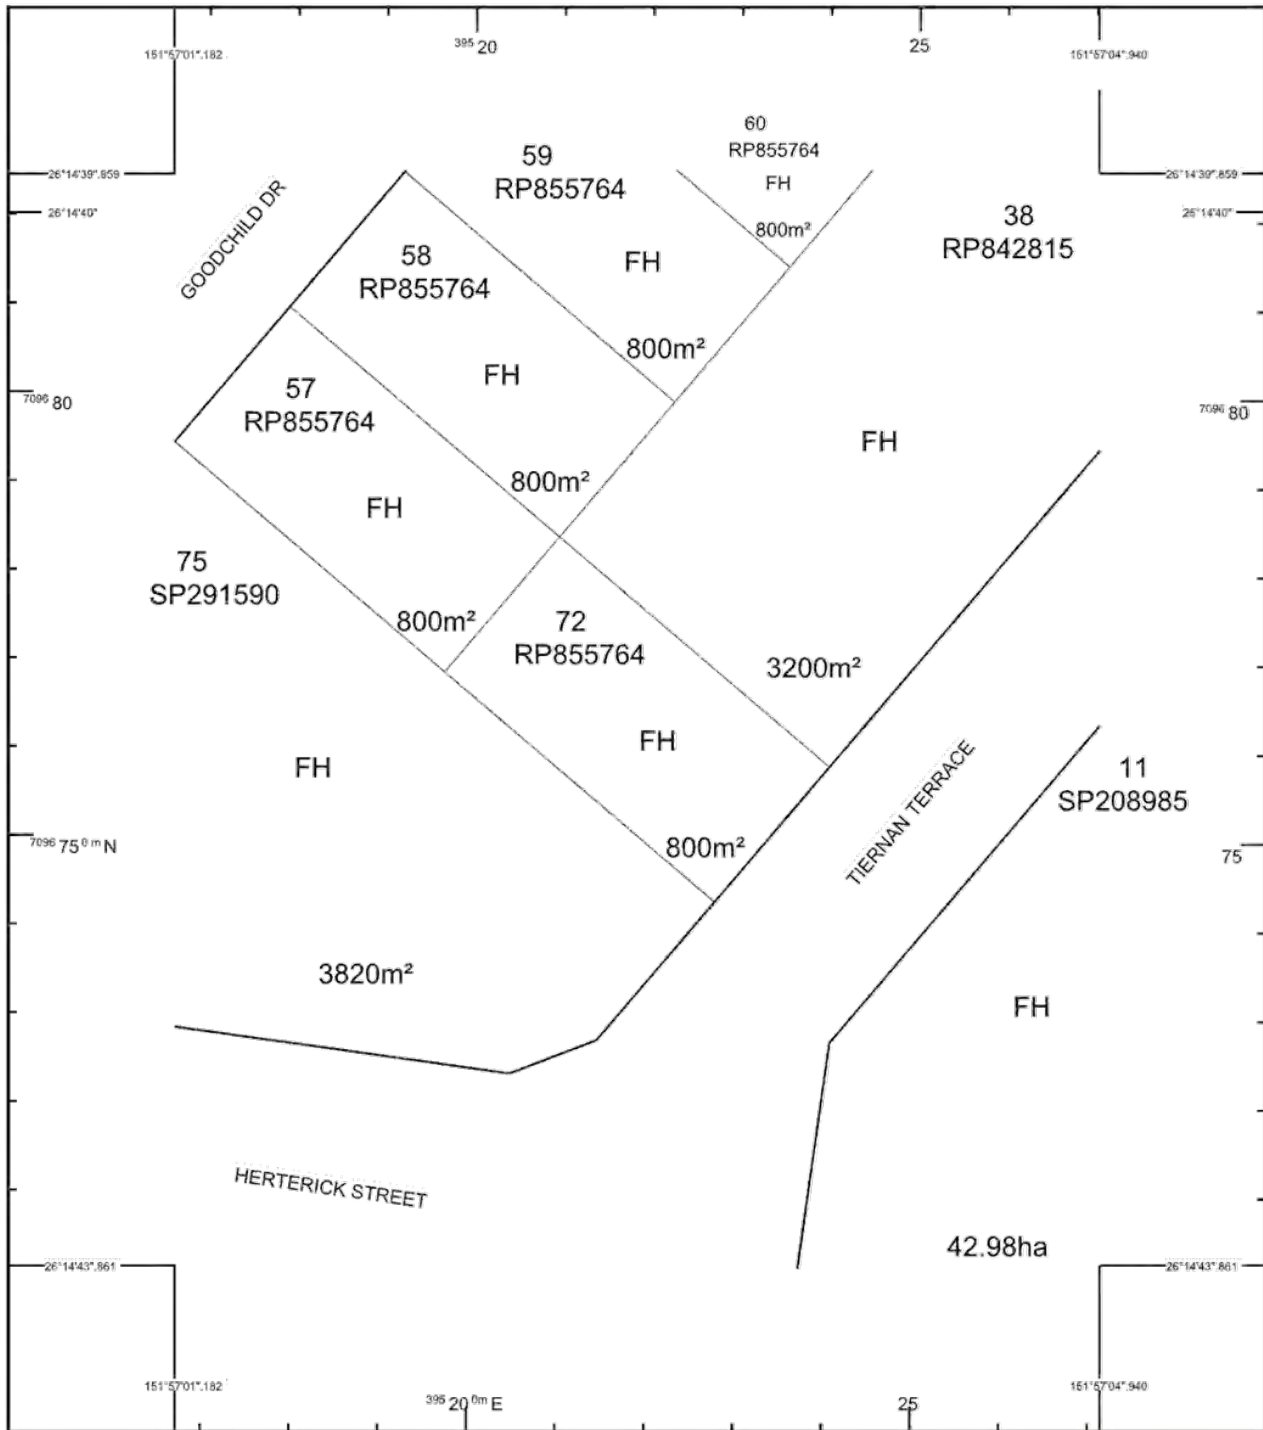 151°57'01".182
395 20
25
151°57'04".940
60
RP855764
FH
800m²
59
RP855764
FH
800m²
26°14'39".859
26°14'39".859
26°14'40"
26°14'40"
GOODCHILD DR
38
RP842815
FH
3200m²
58
RP855764
FH
800m²
57
RP855764
FH
800m²
7096 80
7096 80
75
SP291590
FH
3820m²
72
RP855764
FH
800m²
TIERNAN TERRACE
11
SP208985
FH
42.98ha
7096 75 0 m N
75
HERTERICK STREET
26°14'43".861
26°14'43".861
151°57'01".182
395 20 0m E
25
151°57'04".940